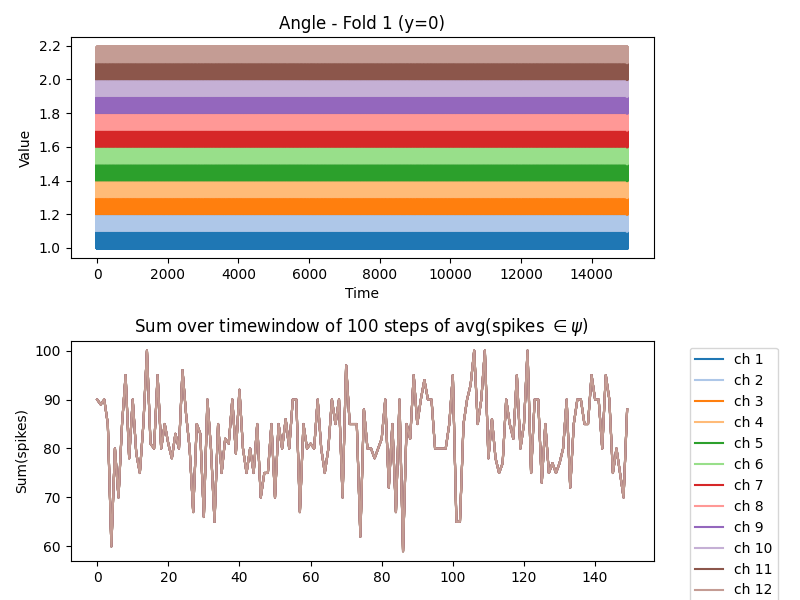 Angle - Fold 1 (y=0)
2.2
2.0
1.8
1.6
1.4
1.2
1.0
Value
0 2000 4000 6000 8000 10000 12000 14000
Time
Sum over timewindow of 100 steps of avg(spikes ∈ψ)
100
90
80
70
60
Sum(spikes)
0 20 40 60 80 100 120 140
ch 1
ch 2
ch 3
ch 4
ch 5
ch 6
ch 7
ch 8
ch 9
ch 10
ch 11
ch 12